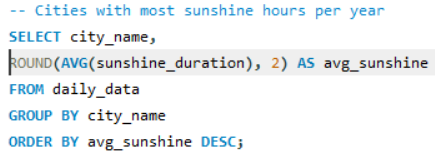 -- Cities with most sunshine hours per year
SELECT city_name,
ROUND(AVG(sunshine_duration), 2) AS avg_sunshine
FROM daily_data
GROUP BY city_name
ORDER BY avg_sunshine DESC;